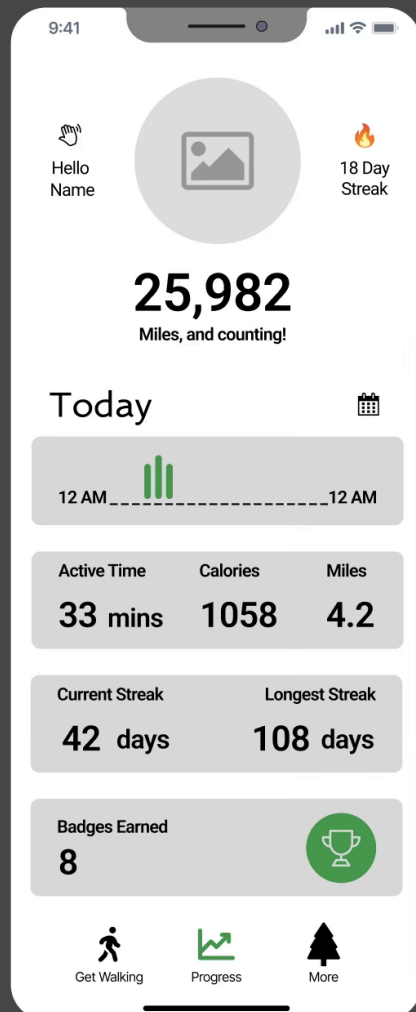 9:41
Hello
Name
18 Day
Streak
25,982
Miles, and counting!
Today
12 AM 12 AM
Active Time Calories Miles
33 mins 1058 4.2
Current Streak Longest Streak
42 days 108 days
Badges Earned
8
Get Walking Progress More